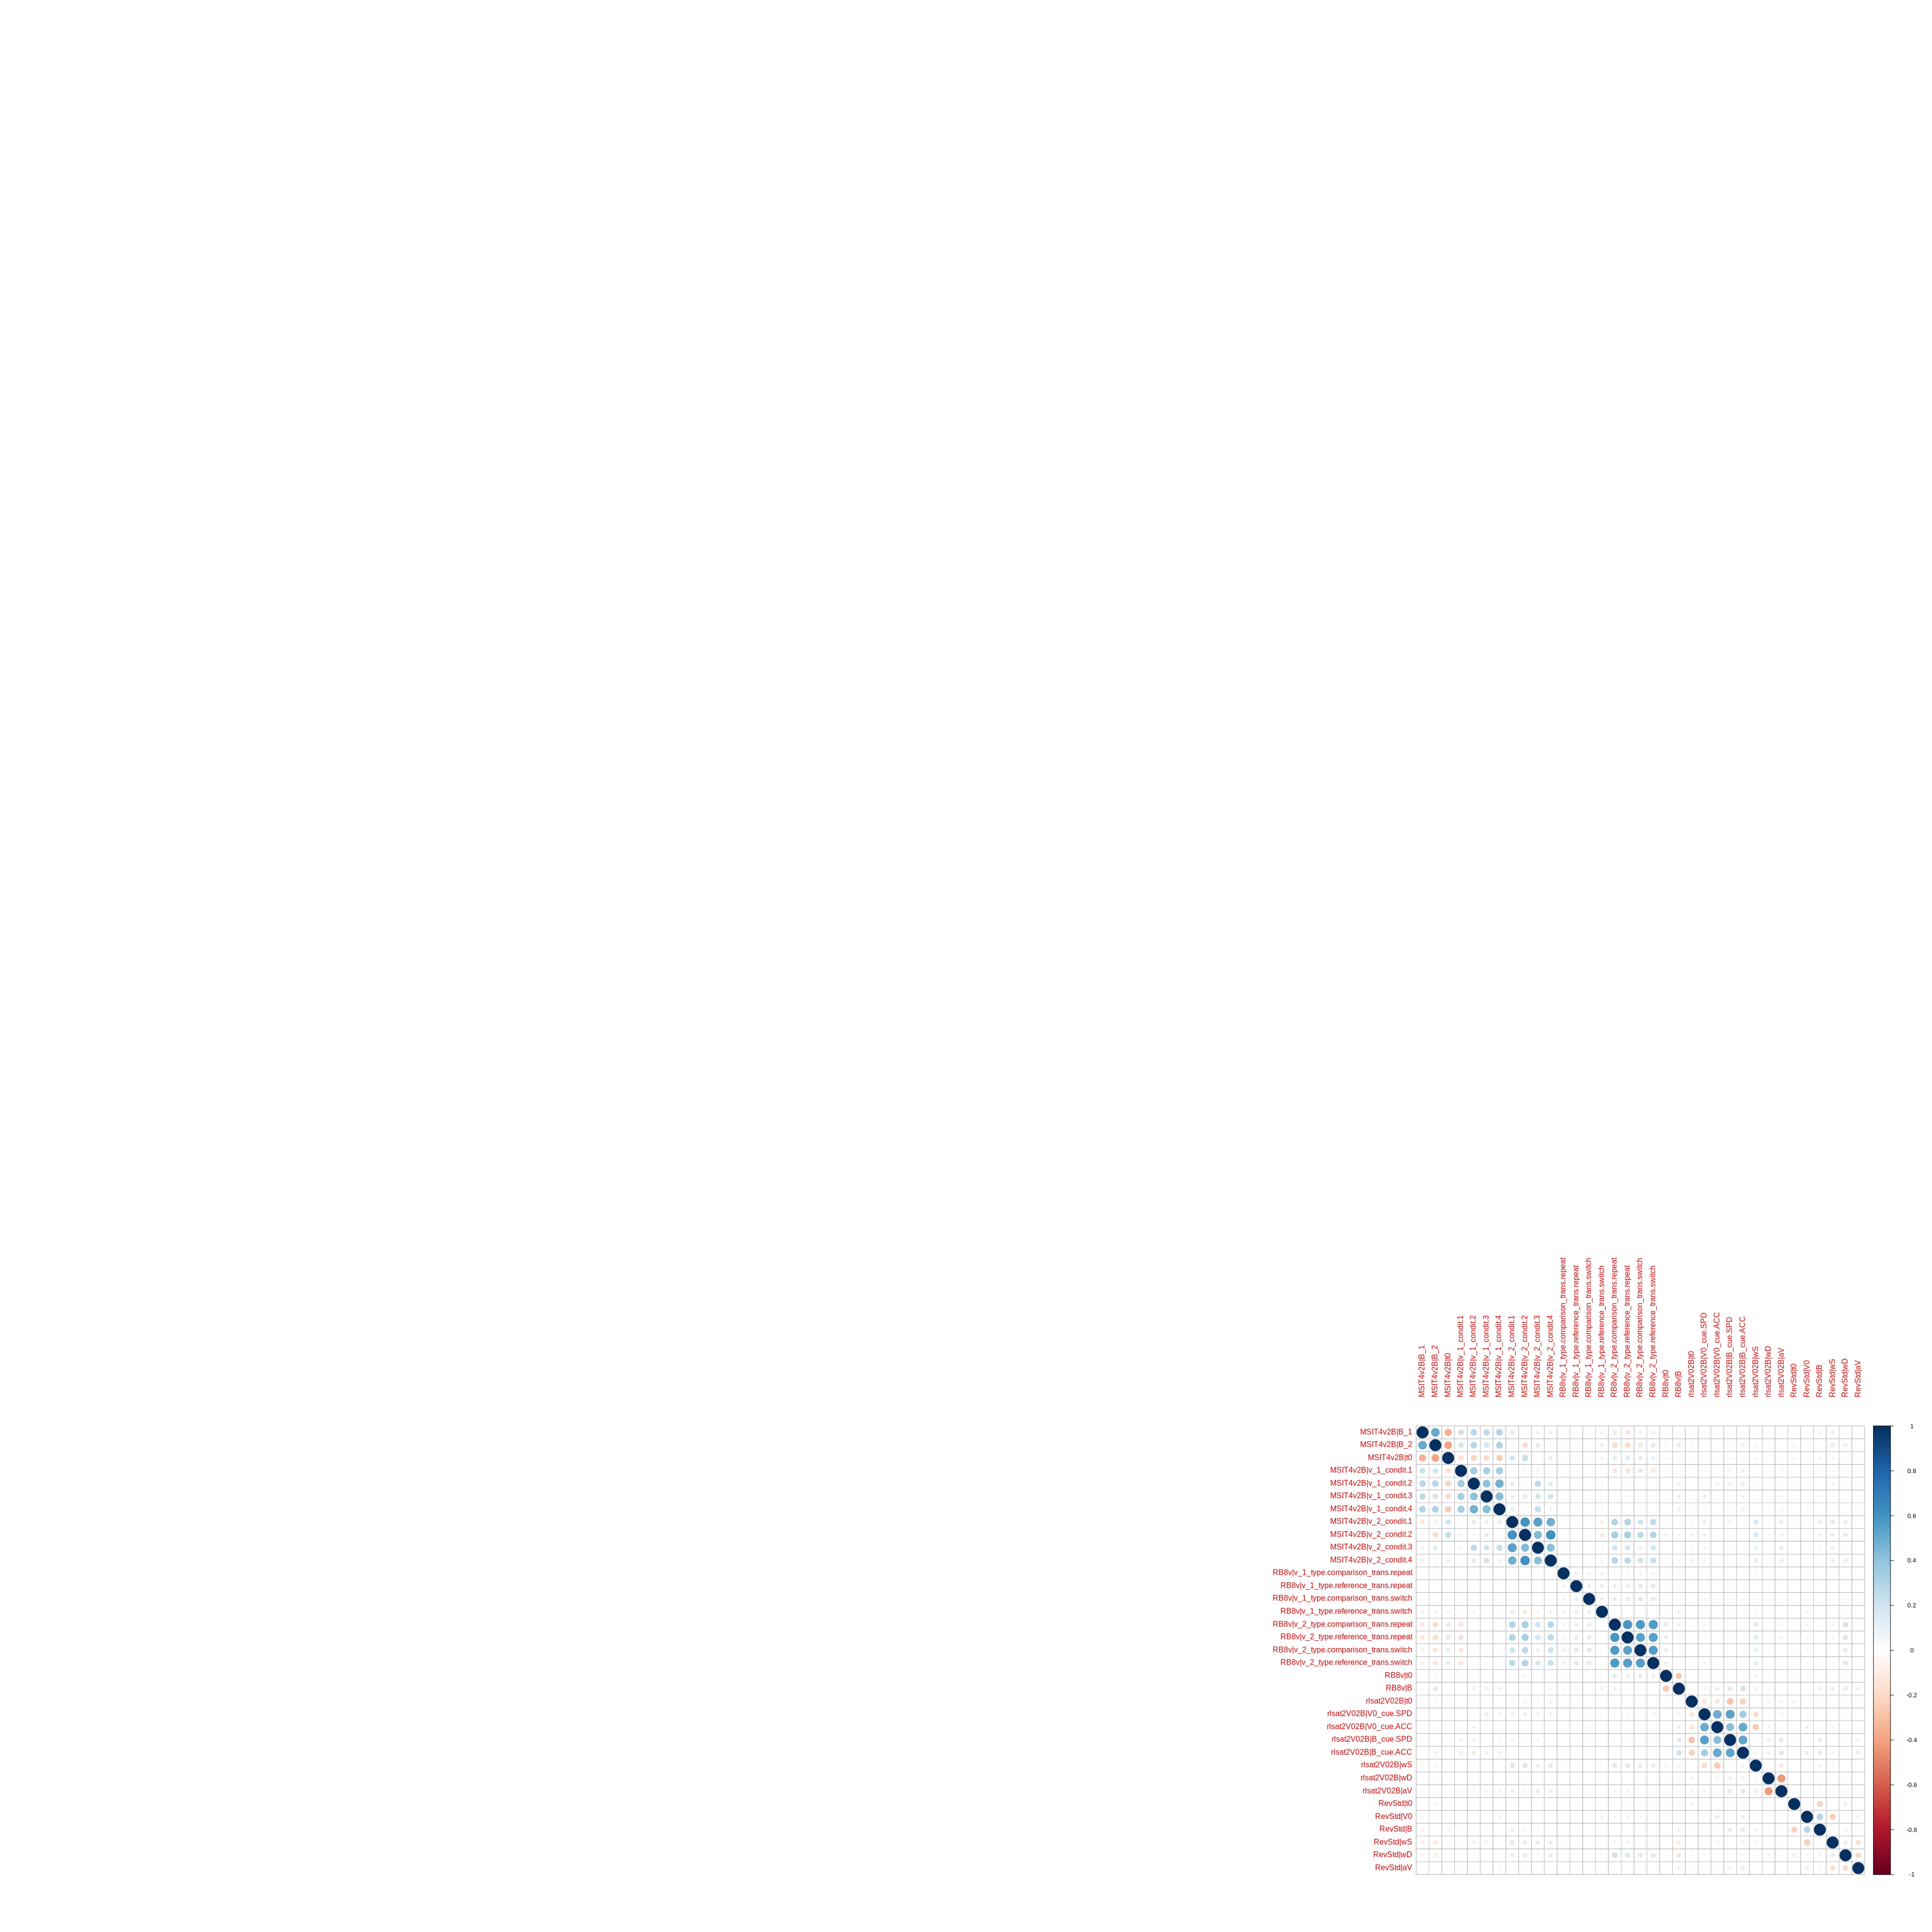 MSIT4v2B|B_1
MSIT4v2B|B_2
MSIT4v2B|t0
MSIT4v2B|v_1_condit.1
MSIT4v2B|v_1_condit.2
MSIT4v2B|v_1_condit.3
MSIT4v2B|v_1_condit.4
MSIT4v2B|v_2_condit.1
MSIT4v2B|v_2_condit.2
MSIT4v2B|v_2_condit.3
MSIT4v2B|v_2_condit.4
RB8v|v_1_type.comparison_trans.repeat
RB8v|v_1_type.reference_trans.repeat
RB8v|v_1_type.comparison_trans.switch
RB8v|v_1_type.reference_trans.switch
RB8v|v_2_type.comparison_trans.repeat
RB8v|v_2_type.reference_trans.repeat
RB8v|v_2_type.comparison_trans.switch
RB8v|v_2_type.reference_trans.switch
RB8v|t0
RB8v|B
rlsat2V02B|t0
rlsat2V02B|V0_cue.SPD
rlsat2V02B|V0_cue.ACC
rlsat2V02B|B_cue.SPD
rlsat2V02B|B_cue.ACC
rlsat2V02B|wS
rlsat2V02B|wD
rlsat2V02B|aV
RevStd|t0
RevStd|V0
RevStd|B
RevStd|wS
RevStd|wD
RevStd|aV
MSIT4v2B|B_1
MSIT4v2B|B_2
MSIT4v2B|t0
MSIT4v2B|v_1_condit.1
MSIT4v2B|v_1_condit.2
MSIT4v2B|v_1_condit.3
MSIT4v2B|v_1_condit.4
MSIT4v2B|v_2_condit.1
MSIT4v2B|v_2_condit.2
MSIT4v2B|v_2_condit.3
MSIT4v2B|v_2_condit.4
RB8v|v_1_type.comparison_trans.repeat
RB8v|v_1_type.reference_trans.repeat
RB8v|v_1_type.comparison_trans.switch
RB8v|v_1_type.reference_trans.switch
RB8v|v_2_type.comparison_trans.repeat
RB8v|v_2_type.reference_trans.repeat
RB8v|v_2_type.comparison_trans.switch
RB8v|v_2_type.reference_trans.switch
RB8v|t0
RB8v|B
rlsat2V02B|t0
rlsat2V02B|V0_cue.SPD
rlsat2V02B|V0_cue.ACC
rlsat2V02B|B_cue.SPD
rlsat2V02B|B_cue.ACC
rlsat2V02B|wS
rlsat2V02B|wD
rlsat2V02B|aV
RevStd|t0
RevStd|V0
RevStd|B
RevStd|wS
RevStd|wD
RevStd|aV
1
0.8
0.6
0.4
0.2
0
-0.2
-0.4
-0.6
-0.8
-1